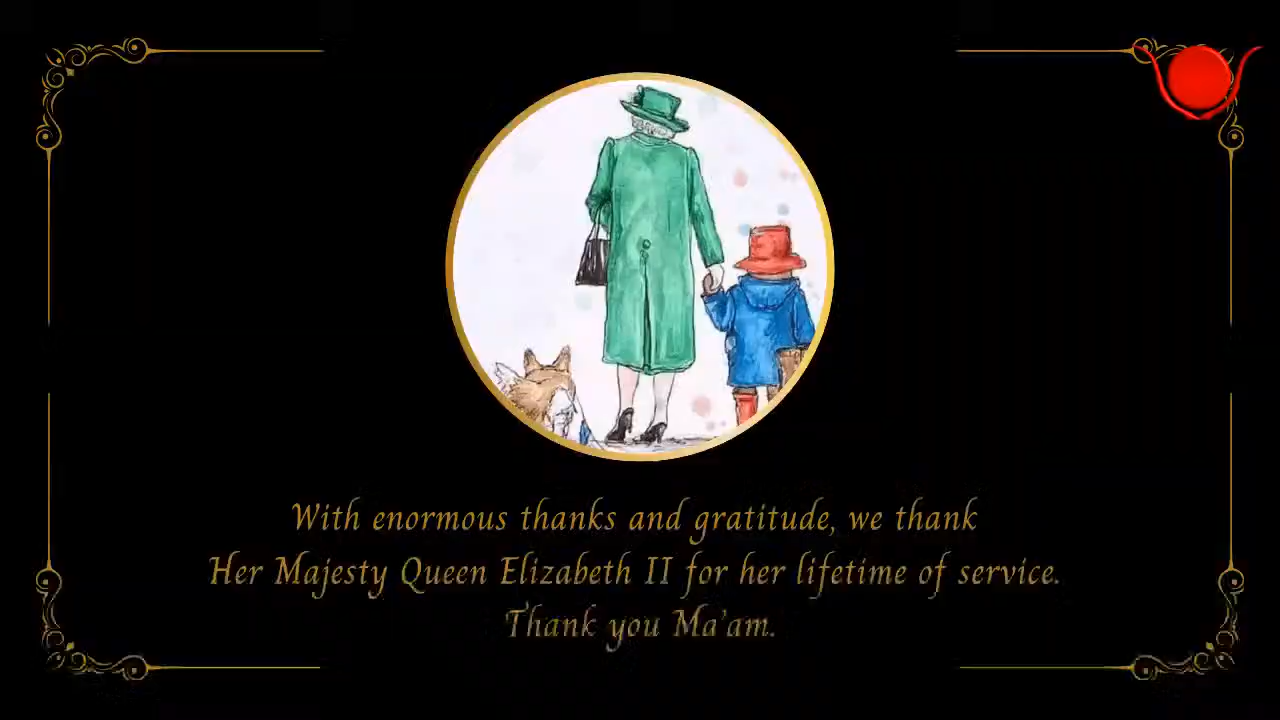 With enormous thanks and gratitude, we thank
Her Majesty Queen Elizabeth II for her lifetime of service.
Thank you Ma'am.